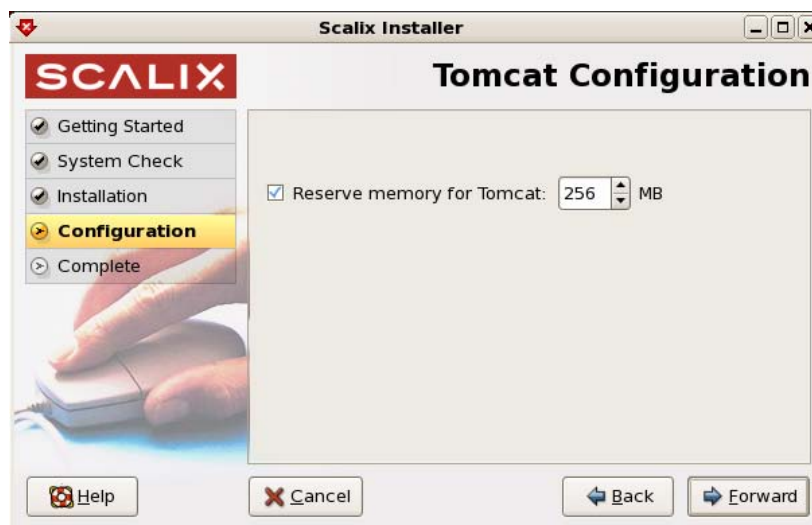 Scalix Installer
SCALIX
Tomcat Configuration
Getting Started
System Check
Installation
Configuration
Complete
Reserve memory for Tomcat: 256 MB
Help
Cancel
Back
Forward